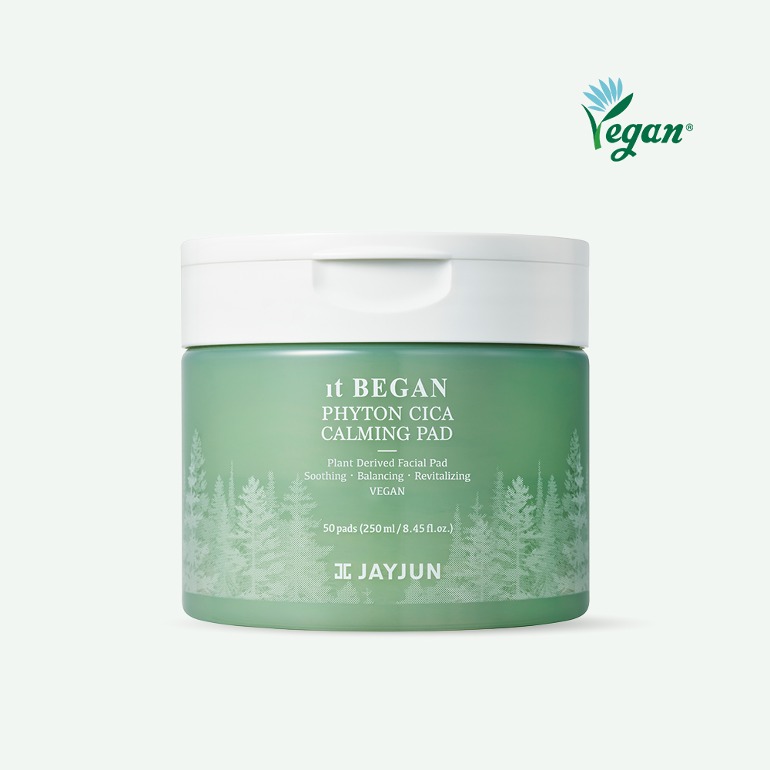 Vegan®
ıt BEGAN
PHYTON CICA
CALMING PAD
Plant Derived Facial Pad
Soothing · Balancing · Revitalizing
VEGAN
50 pads (250 ml / 8.45 fl.oz.)
JAYJUN